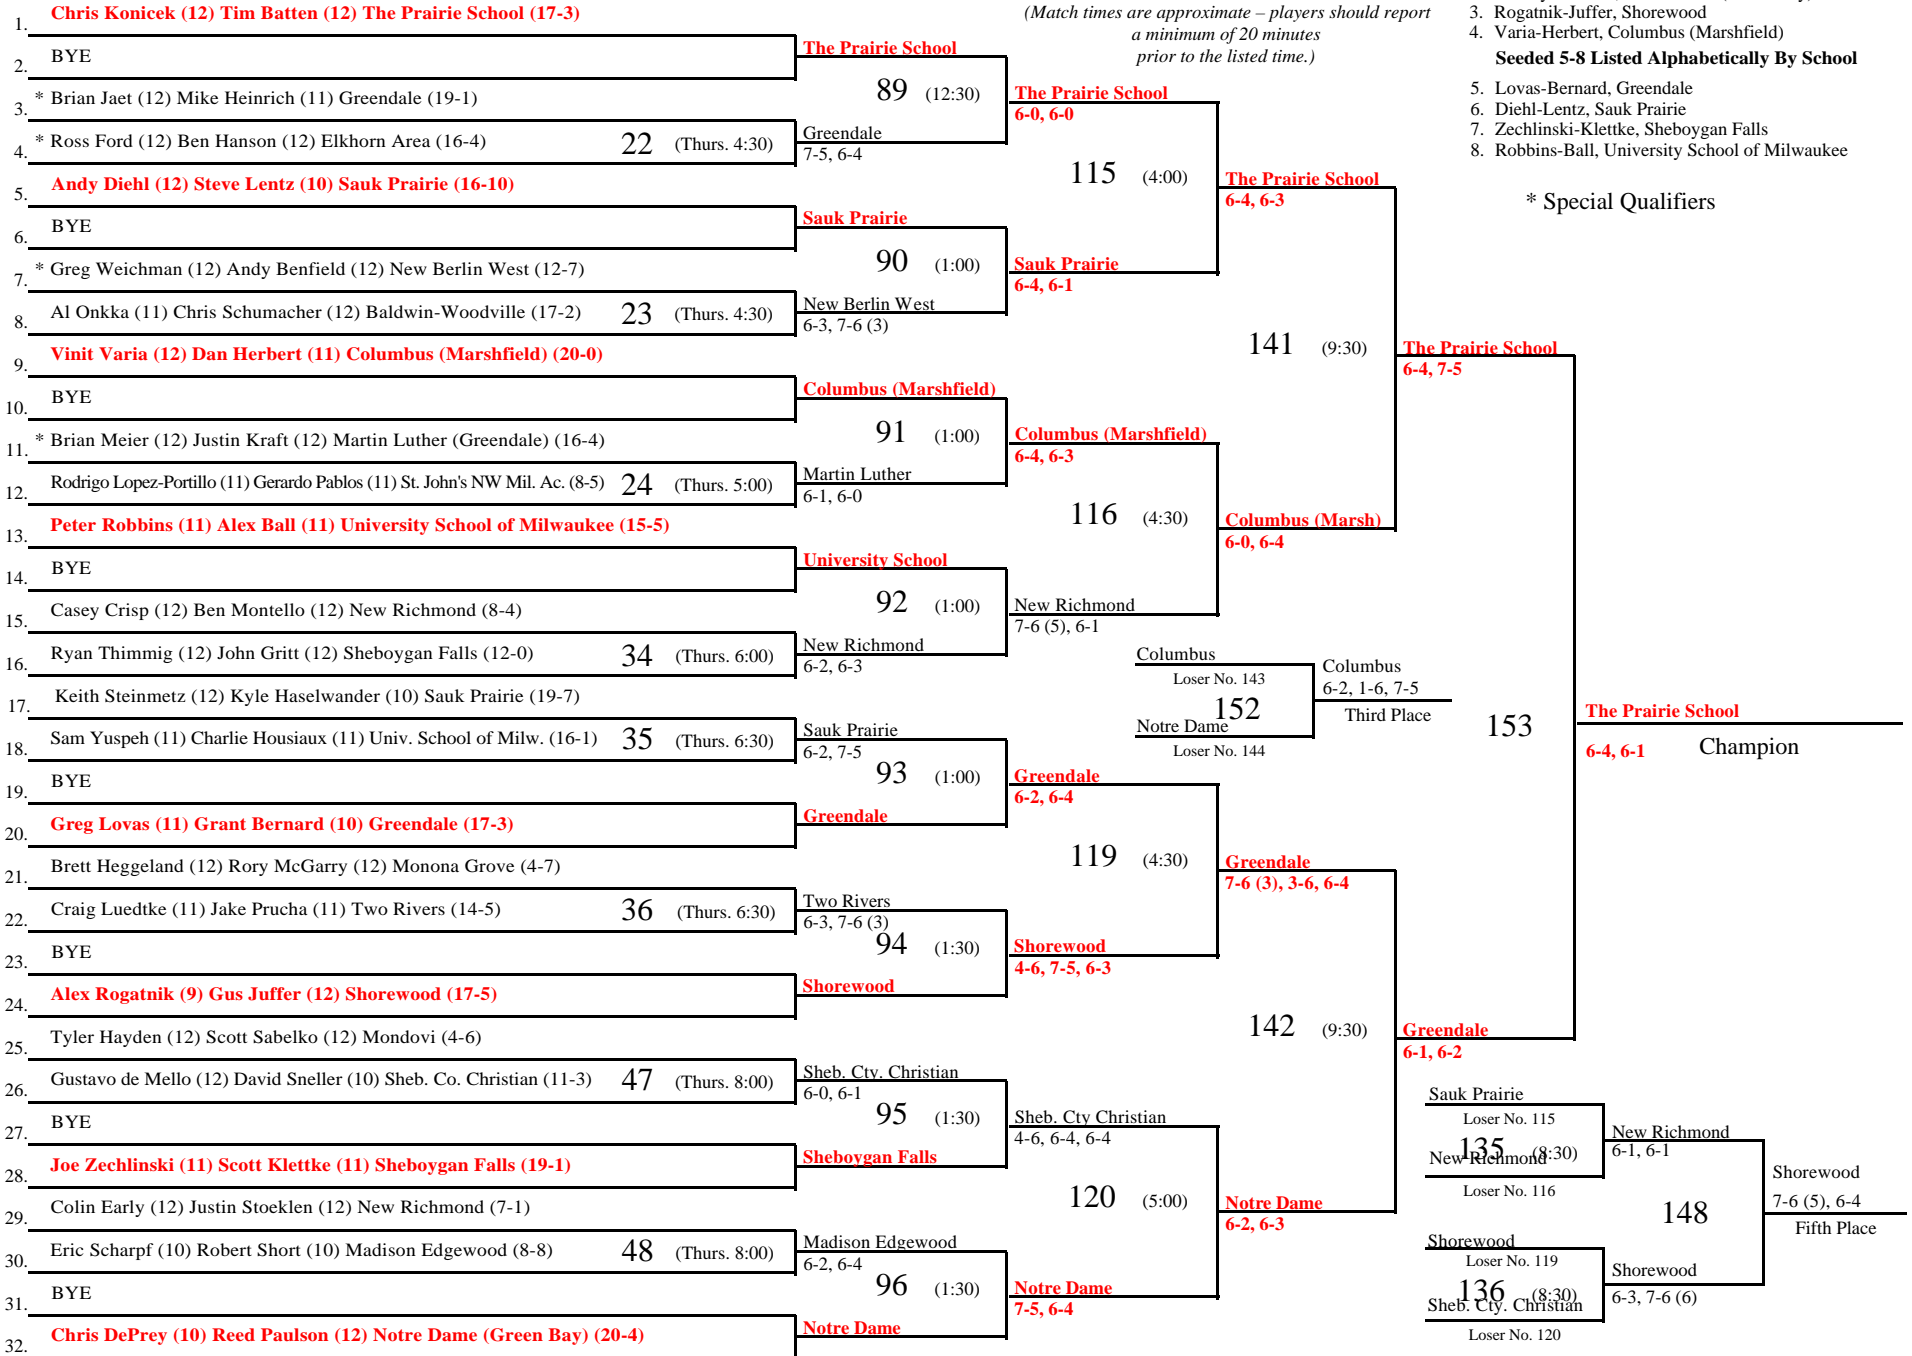 1. Chris Konicek (12) Tim Batten (12) The Prairie School (17-3)
2. BYE
3. * Brian Jaet (12) Mike Heinrich (11) Greendale (19-1)
4. * Ross Ford (12) Ben Hanson (12) Elkhorn Area (16-4) 22 (Thurs. 4:30)
5. Andy Diehl (12) Steve Lentz (10) Sauk Prairie (16-10)
6. BYE
7. * Greg Weichman (12) Andy Benfield (12) New Berlin West (12-7)
8. Al Onkka (11) Chris Schumacher (12) Baldwin-Woodville (17-2) 23 (Thurs. 4:30)
9. Vinit Varia (12) Dan Herbert (11) Columbus (Marshfield) (20-0)
10. BYE
11. * Brian Meier (12) Justin Kraft (12) Martin Luther (Greendale) (16-4)
12. Rodrigo Lopez-Portillo (11) Gerardo Pablos (11) St. John's NW Mil. Ac. (8-5) 24 (Thurs. 5:00)
13. Peter Robbins (11) Alex Ball (11) University School of Milwaukee (15-5)
14. BYE
15. Casey Crisp (12) Ben Montello (12) New Richmond (8-4)
16. Ryan Thimmig (12) John Gritt (12) Sheboygan Falls (12-0) 34 (Thurs. 6:00)
17. Keith Steinmetz (12) Kyle Haselwander (10) Sauk Prairie (19-7)
18. Sam Yuspeh (11) Charlie Housiaux (11) Univ. School of Milw. (16-1) 35 (Thurs. 6:30)
19. BYE
20. Greg Lovas (11) Grant Bernard (10) Greendale (17-3)
21. Brett Heggeland (12) Rory McGarry (12) Monona Grove (4-7)
22. Craig Luedtke (11) Jake Prucha (11) Two Rivers (14-5) 36 (Thurs. 6:30)
23. BYE
24. Alex Rogatnik (9) Gus Juffer (12) Shorewood (17-5)
25. Tyler Hayden (12) Scott Sabelko (12) Mondovi (4-6)
26. Gustavo de Mello (12) David Sneller (10) Sheb. Co. Christian (11-3) 47 (Thurs. 8:00)
27. BYE
28. Joe Zechlinski (11) Scott Klettke (11) Sheboygan Falls (19-1)
29. Colin Early (12) Justin Stoeklen (12) New Richmond (7-1)
30. Eric Scharpf (10) Robert Short (10) Madison Edgewood (8-8) 48 (Thurs. 8:00)
31. BYE
32. Chris DePrey (10) Reed Paulson (12) Notre Dame (Green Bay) (20-4)
The Prairie School
89 (12:30)
Greendale
7-5, 6-4
Sauk Prairie
90 (1:00)
New Berlin West
6-3, 7-6 (3)
Columbus (Marshfield)
91 (1:00)
Martin Luther
6-1, 6-0
University School
92 (1:00)
New Richmond
6-2, 6-3
Sauk Prairie
6-2, 7-5
93 (1:00)
Greendale
Two Rivers
6-3, 7-6 (3)
94 (1:30)
Shorewood
Sheb. Cty. Christian
6-0, 6-1
95 (1:30)
Sheboygan Falls
Madison Edgewood
6-2, 6-4
96 (1:30)
Notre Dame
(Match times are approximate – players should report
a minimum of 20 minutes
prior to the listed time.)
The Prairie School
6-0, 6-0
115 (4:00)
Sauk Prairie
6-4, 6-1
Columbus (Marshfield)
6-4, 6-3
116 (4:30)
New Richmond
7-6 (5), 6-1
Greendale
6-2, 6-4
119 (4:30)
Shorewood
4-6, 7-5, 6-3
Sheb. Cty Christian
4-6, 6-4, 6-4
120 (5:00)
Notre Dame
7-5, 6-4
The Prairie School
6-4, 6-3
141 (9:30)
Columbus (Marsh)
6-0, 6-4
Greendale
7-6 (3), 3-6, 6-4
142 (9:30)
Notre Dame
6-2, 6-3
The Prairie School
6-4, 7-5
153
Greendale
6-1, 6-2
The Prairie School
6-4, 6-1 Champion
Columbus
Loser No. 143
152
Notre Dame
Loser No. 144
Columbus
6-2, 1-6, 7-5
Third Place
Sauk Prairie
Loser No. 115
135 (8:30)
New Richmond
Loser No. 116
New Richmond
6-1, 6-1
148
Shorewood
Loser No. 119
136 (8:30)
Sheb. Cty. Christian
Loser No. 120
Shorewood
6-3, 7-6 (6)
Shorewood
7-6 (5), 6-4
Fifth Place
3. Rogatnik-Juffer, Shorewood
4. Varia-Herbert, Columbus (Marshfield)
Seeded 5-8 Listed Alphabetically By School
5. Lovas-Bernard, Greendale
6. Diehl-Lentz, Sauk Prairie
7. Zechlinski-Klettke, Sheboygan Falls
8. Robbins-Ball, University School of Milwaukee
* Special Qualifiers